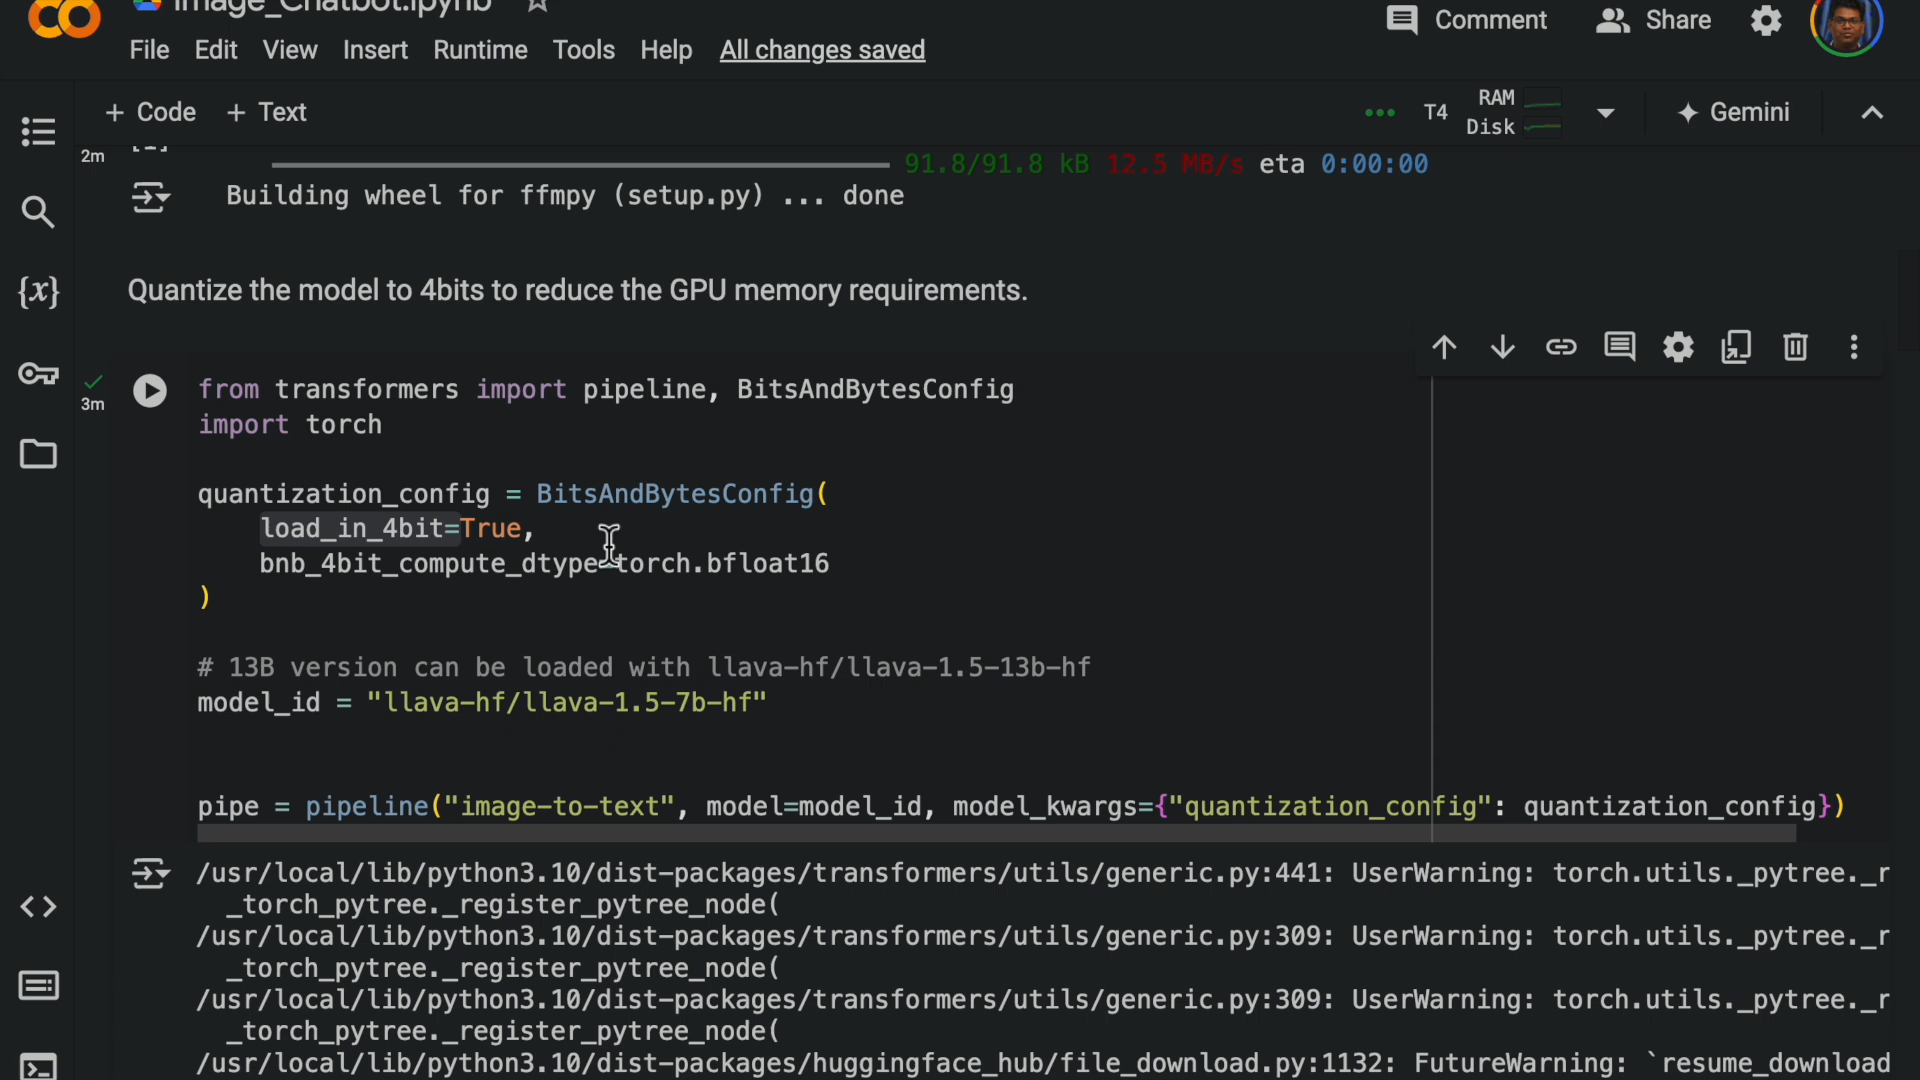 Image_Chatbot.ipynb
Comment
Share
File Edit View Insert Runtime Tools Help All changes saved
+ Code + Text
T4
RAM
Disk
Gemini
2m
[1]
91.8/91.8 kB 12.5 MB/s eta 0:00:00
Building wheel for ffmpy (setup.py) ... done
Quantize the model to 4bits to reduce the GPU memory requirements.
3m
from transformers import pipeline, BitsAndBytesConfig
import torch
quantization_config = BitsAndBytesConfig(
load_in_4bit=True,
bnb_4bit_compute_dtype=torch.bfloat16
)
# 13B version can be loaded with llava-hf/llava-1.5-13b-hf
model_id = "llava-hf/llava-1.5-7b-hf"
pipe = pipeline("image-to-text", model=model_id, model_kwargs={"quantization_config": quantization_config})
/usr/local/lib/python3.10/dist-packages/transformers/utils/generic.py:441: UserWarning: torch.utils._pytree._r
_torch_pytree._register_pytree_node(
/usr/local/lib/python3.10/dist-packages/transformers/utils/generic.py:309: UserWarning: torch.utils._pytree._r
_torch_pytree._register_pytree_node(
/usr/local/lib/python3.10/dist-packages/transformers/utils/generic.py:309: UserWarning: torch.utils._pytree._r
_torch_pytree._register_pytree_node(
/usr/local/lib/python3.10/dist-packages/huggingface_hub/file_download.py:1132: FutureWarning: `resume_download